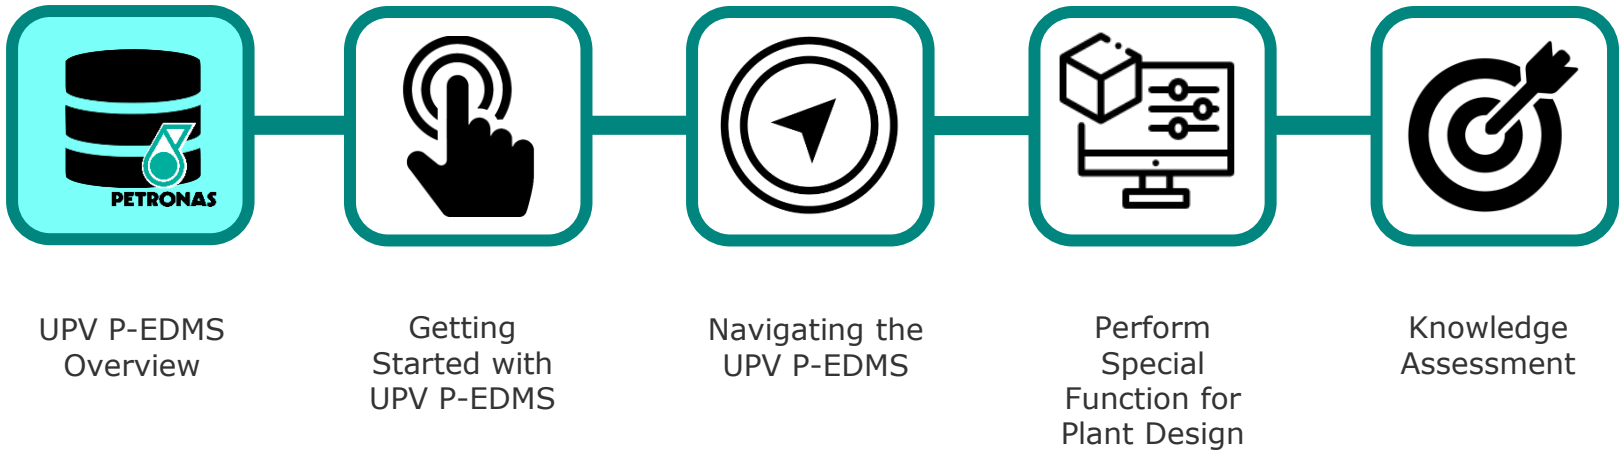 PETRONAS
UPV P-EDMS
Overview
Getting
Started with
UPV P-EDMS
Navigating the
UPV P-EDMS
Perform
Special
Function for
Plant Design
Knowledge
Assessment